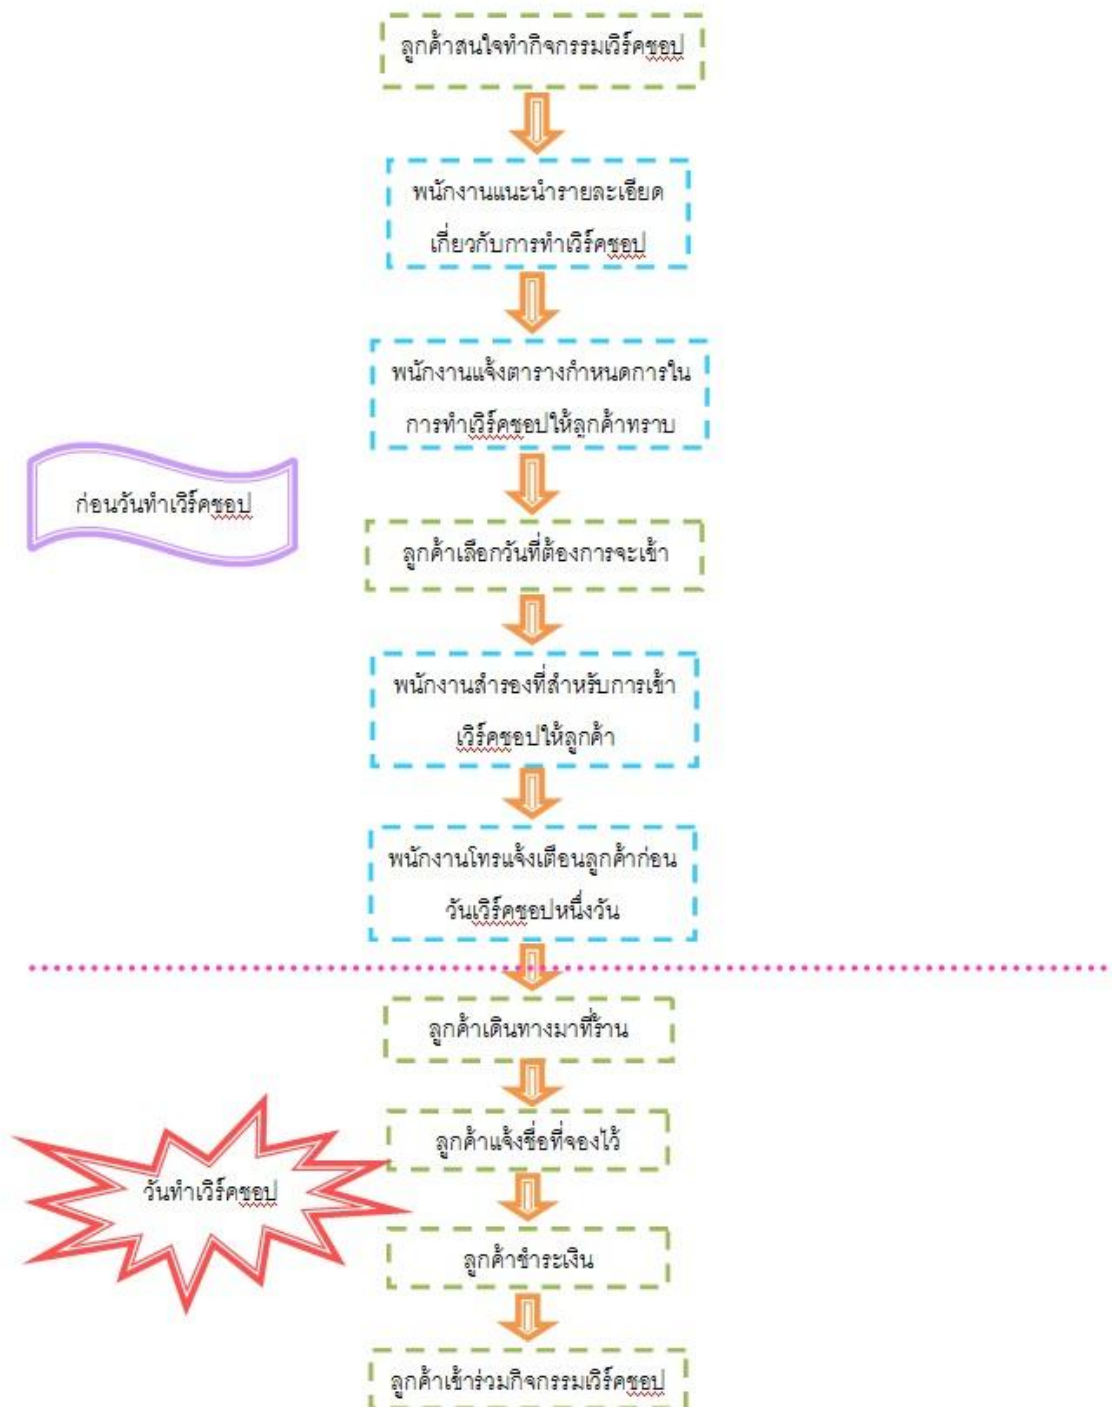 ลูกค้าสนใจทำกิจกรรมเวิร์คชอป
พนักงานแนะนำรายละเอียด
เกี่ยวกับการทำเวิร์คชอป
พนักงานแจ้งตารางกำหนดการใน
การทำเวิร์คชอปให้ลูกค้าทราบ
ก่อนวันทำเวิร์คชอป
ลูกค้าเลือกวันที่ต้องการจะเข้า
พนักงานสำรองที่สำหรับการเข้า
เวิร์คชอปให้ลูกค้า
พนักงานโทรแจ้งเตือนลูกค้าก่อน
วันเวิร์คชอปหนึ่งวัน
ลูกค้าเดินทางมาที่ร้าน
ลูกค้าแจ้งชื่อที่จองไว้
วันทำเวิร์คชอป
ลูกค้าชำระเงิน
ลูกค้าเข้าร่วมกิจกรรมเวิร์คชอป